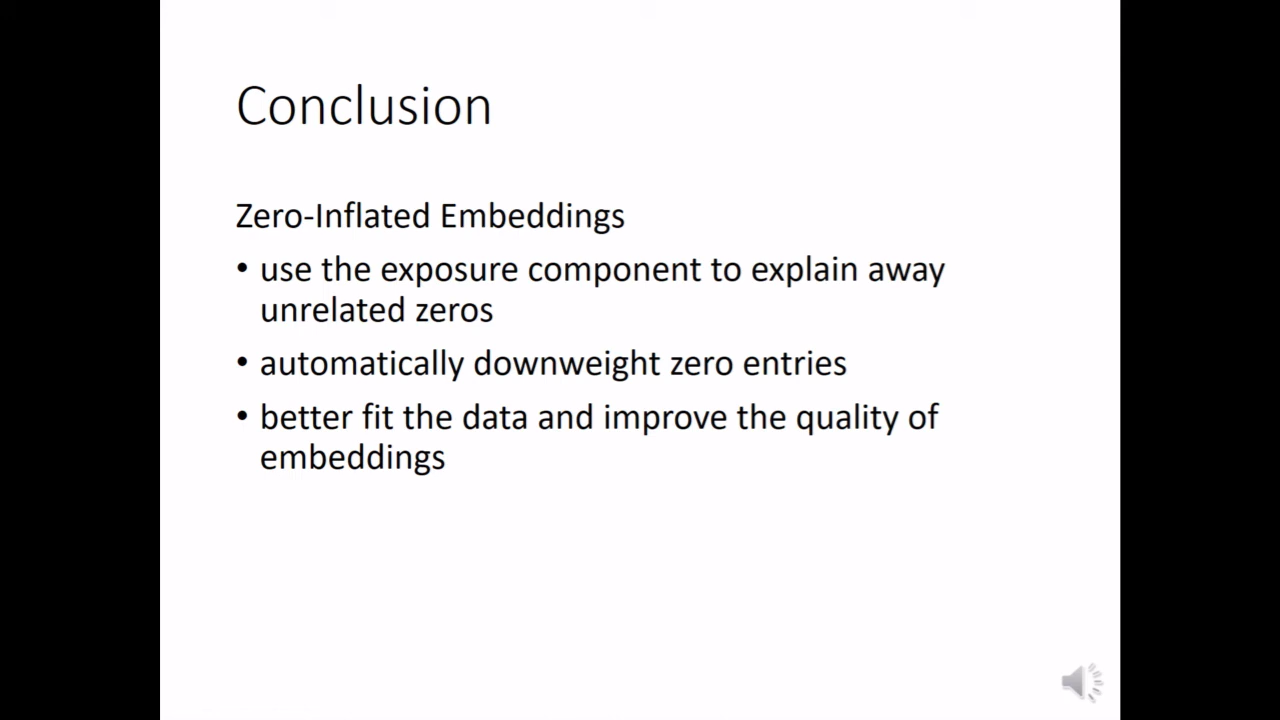 Conclusion
Zero-Inflated Embeddings
• use the exposure component to explain away
unrelated zeros
• automatically downweight zero entries
• better fit the data and improve the quality of
embeddings